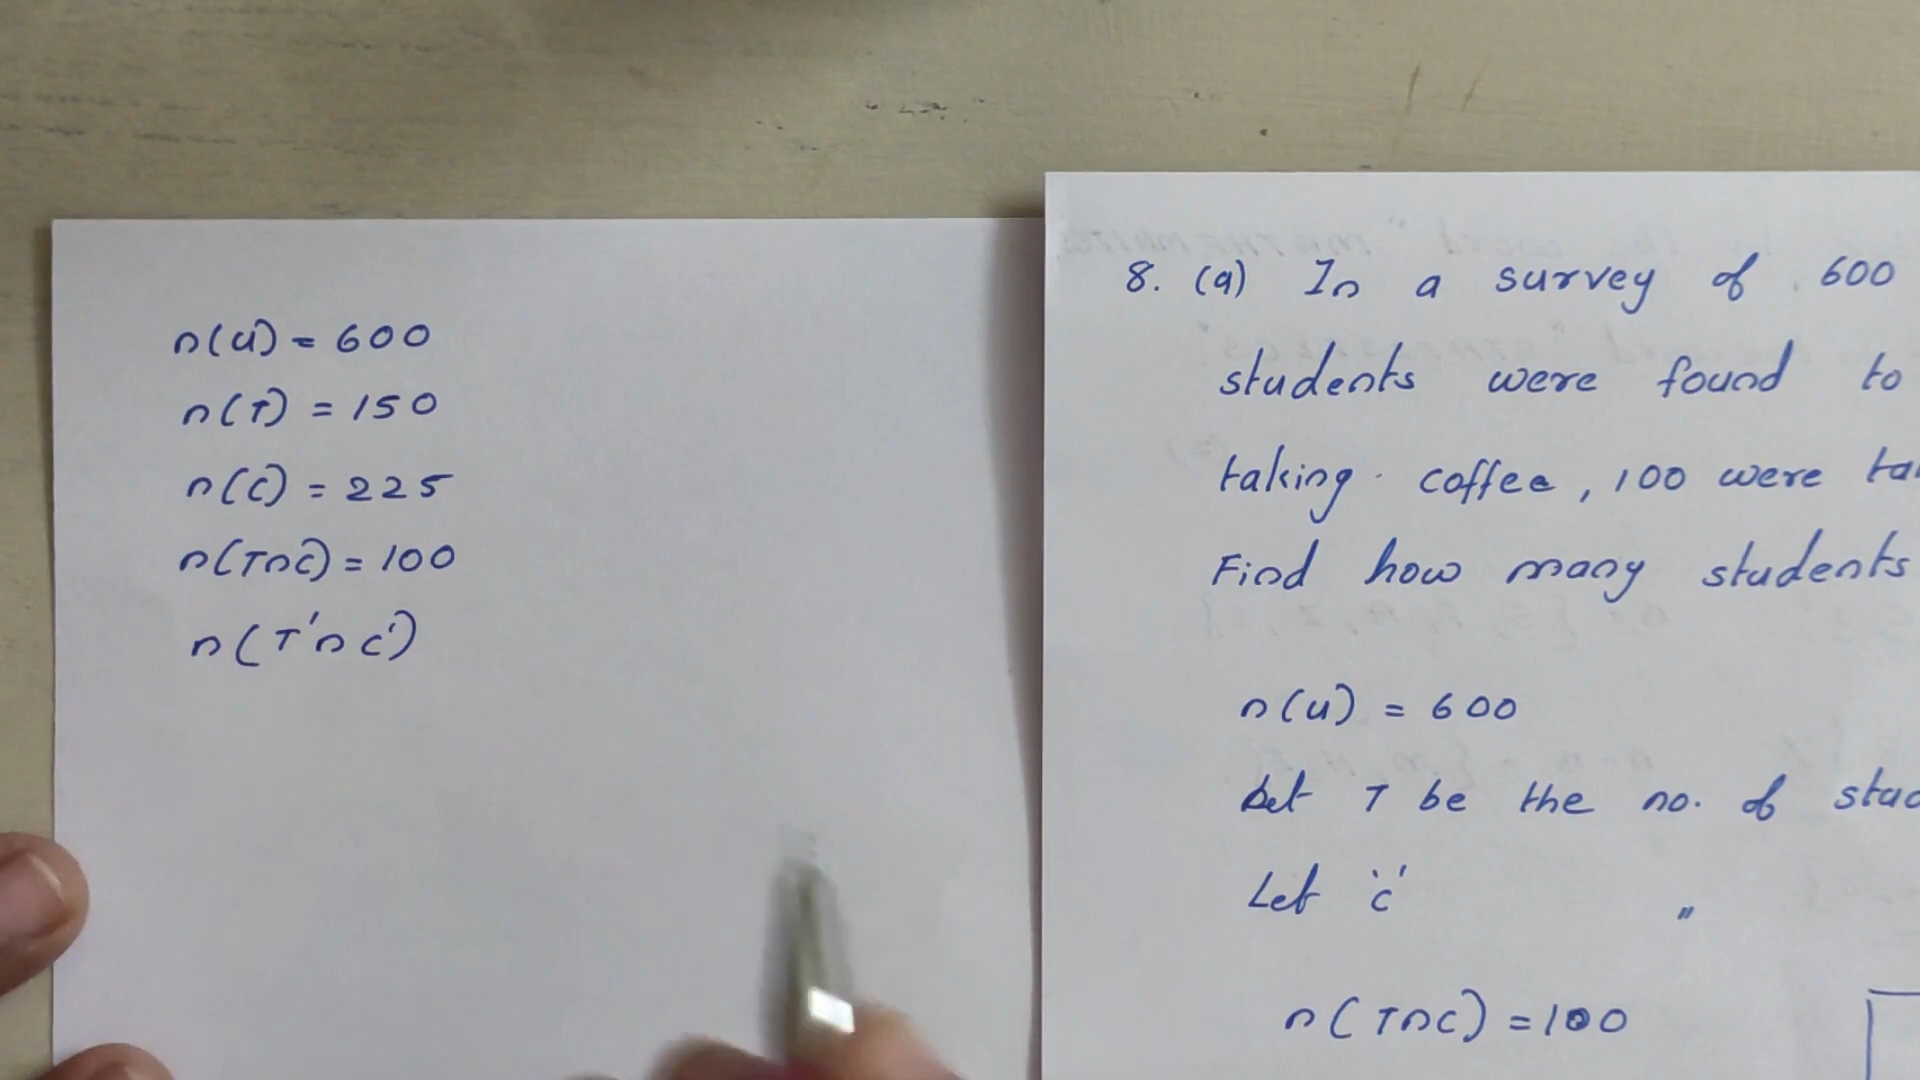 n(U) = 600
n(T) = 150
n(C) = 225
n(T∩C) = 100
n(T'∩C')
8. (a) In a survey of 600
students were found to
taking coffee, 100 were
Find how many students
n(U) = 600
Let T be the no. of
Let 'C' "
n(T∩C) = 100